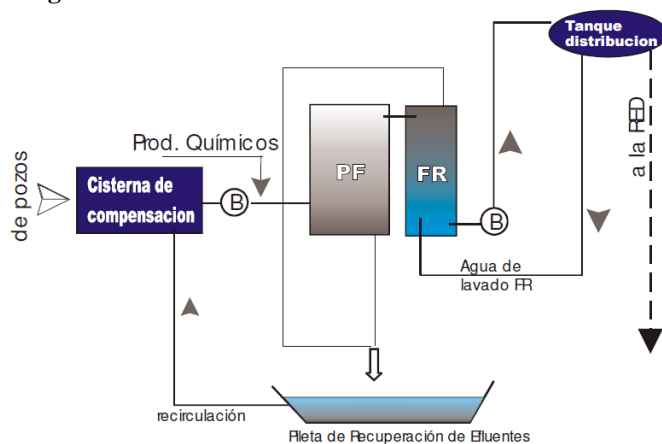 Tanque
distribucion
Prod. Químicos
de pozos
Cisterna de
compensacion
B
PF
FR
B
a la RED
Agua de
lavado FR
recirculación
Pileta de Recuperación de Efluentes